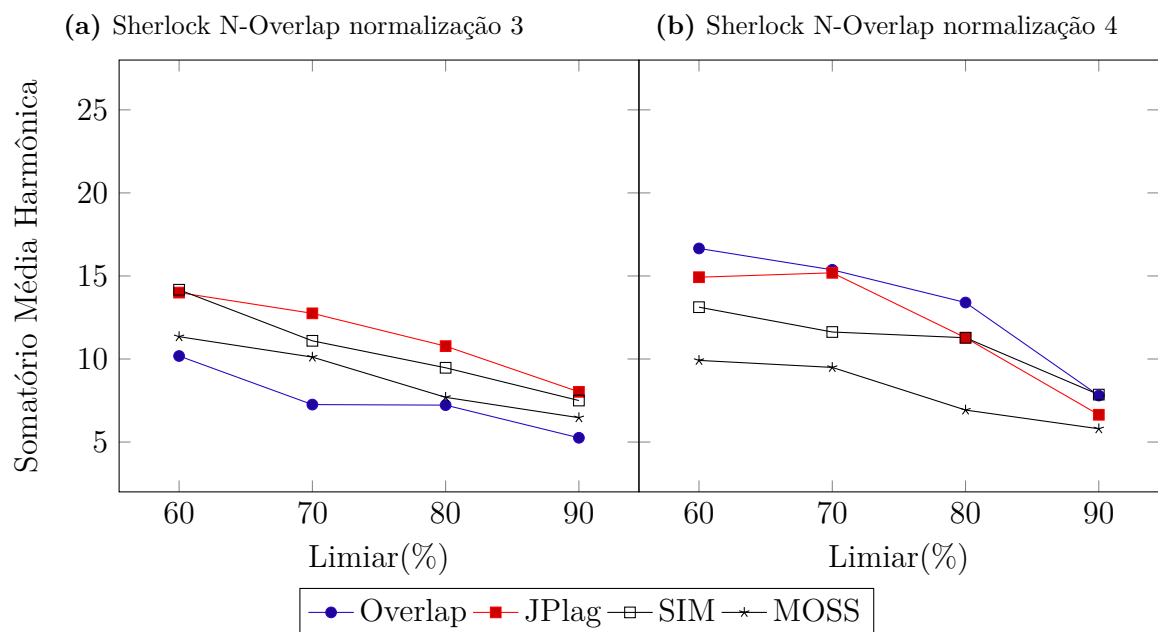 (a) Sherlock N-Overlap normalização 3
(b) Sherlock N-Overlap normalização 4
Somatório Média Harmônica
25
20
15
10
5
60 70 80 90
60 70 80 90
Limiar(%)
Limiar(%)
Overlap JPlag SIM MOSS